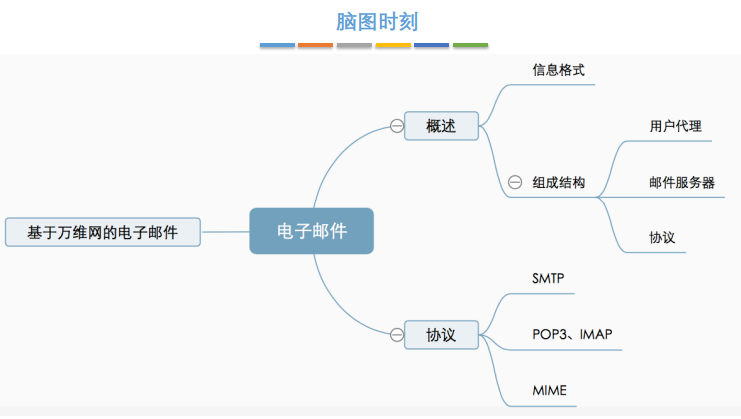 脑图时刻
信息格式
概述
用户代理
组成结构
邮件服务器
协议
基于万维网的电子邮件
电子邮件
SMTP
协议
POP3、IMAP
MIME